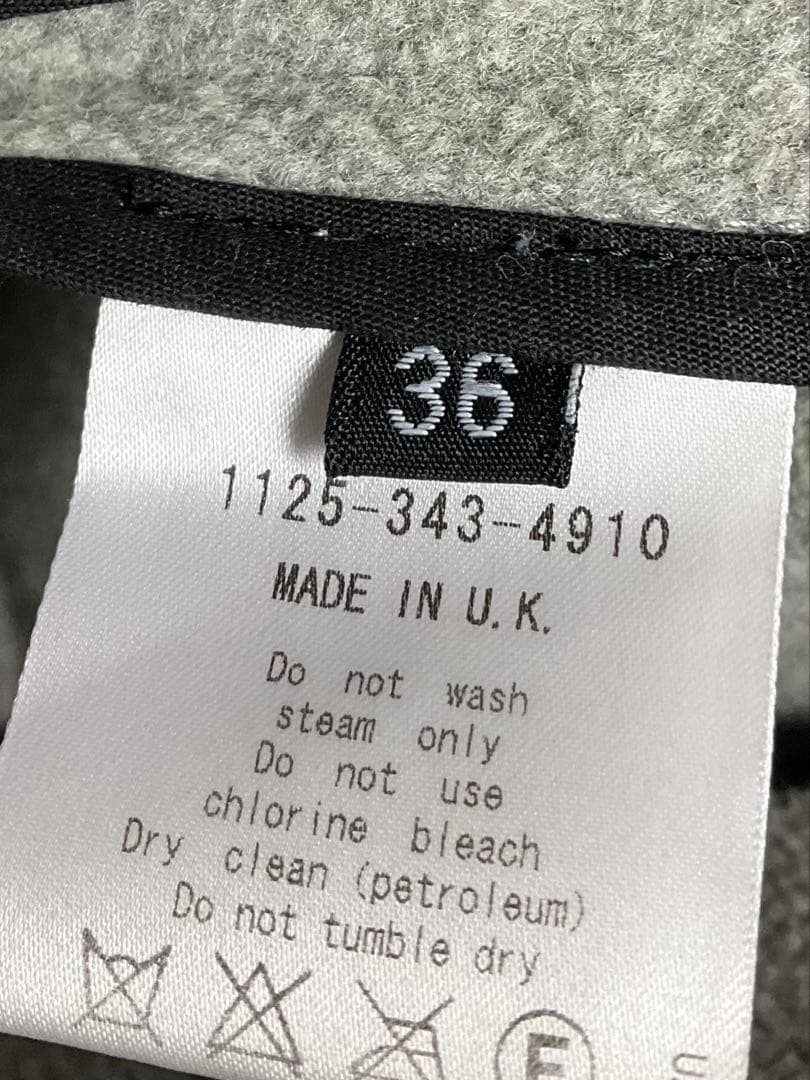 36
1125-343-4910
MADE IN U.K.
Do not wash
steam only
Do not use
chlorine bleach
Dry clean (petroleum)
Do not tumble dry
F